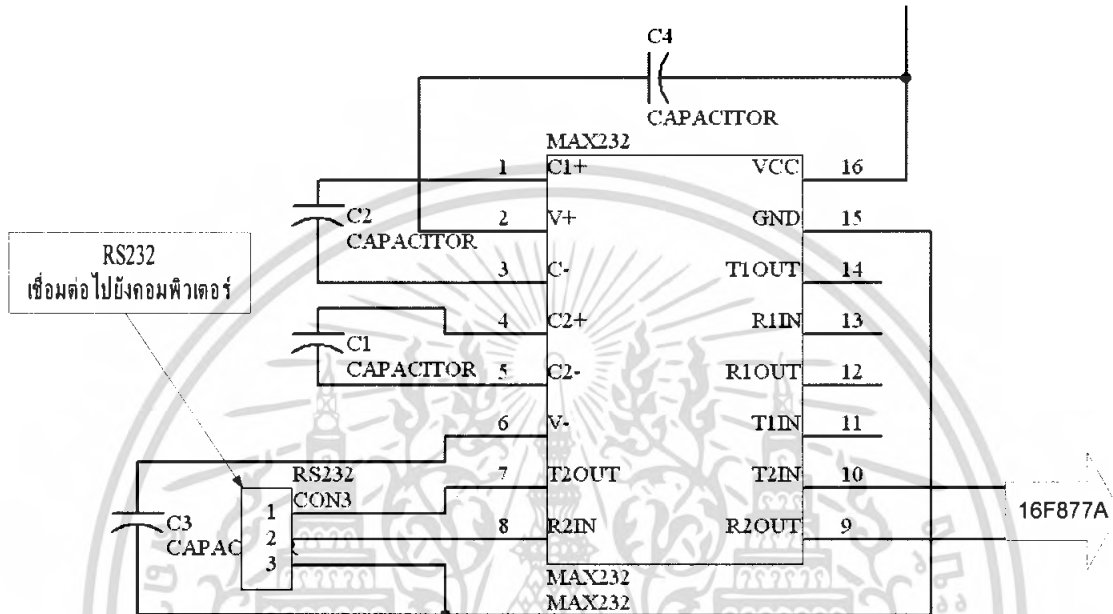 C4
CAPACITOR
MAX232
1 C1+ VCC 16
2 V+ GND 15
C2
CAPACITOR
3 C- T1OUT 14
RS232
เชื่อมต่อไปยังคอมพิวเตอร์
4 C2+ R1IN 13
C1
CAPACITOR
5 C2- R1OUT 12
6 V- T1IN 11
RS232
CON3
7 T2OUT T2IN 10
8 R2IN R2OUT 9
16F877A
1
2
3
C3
MAX232
MAX232